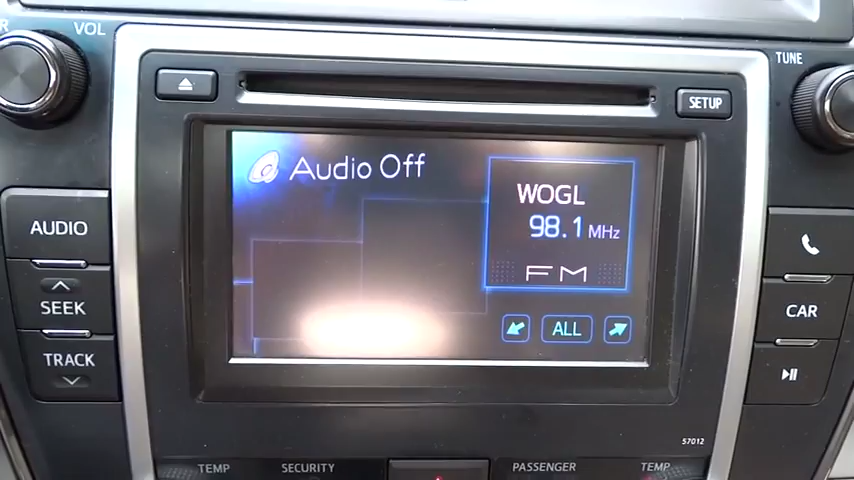 VOL
TUNE
SETUP
Audio Off
WOGL
98.1 MHz
FM
ALL
AUDIO
SEEK
TRACK
CAR
57012
TEMP
SECURITY
PASSENGER
TEMP